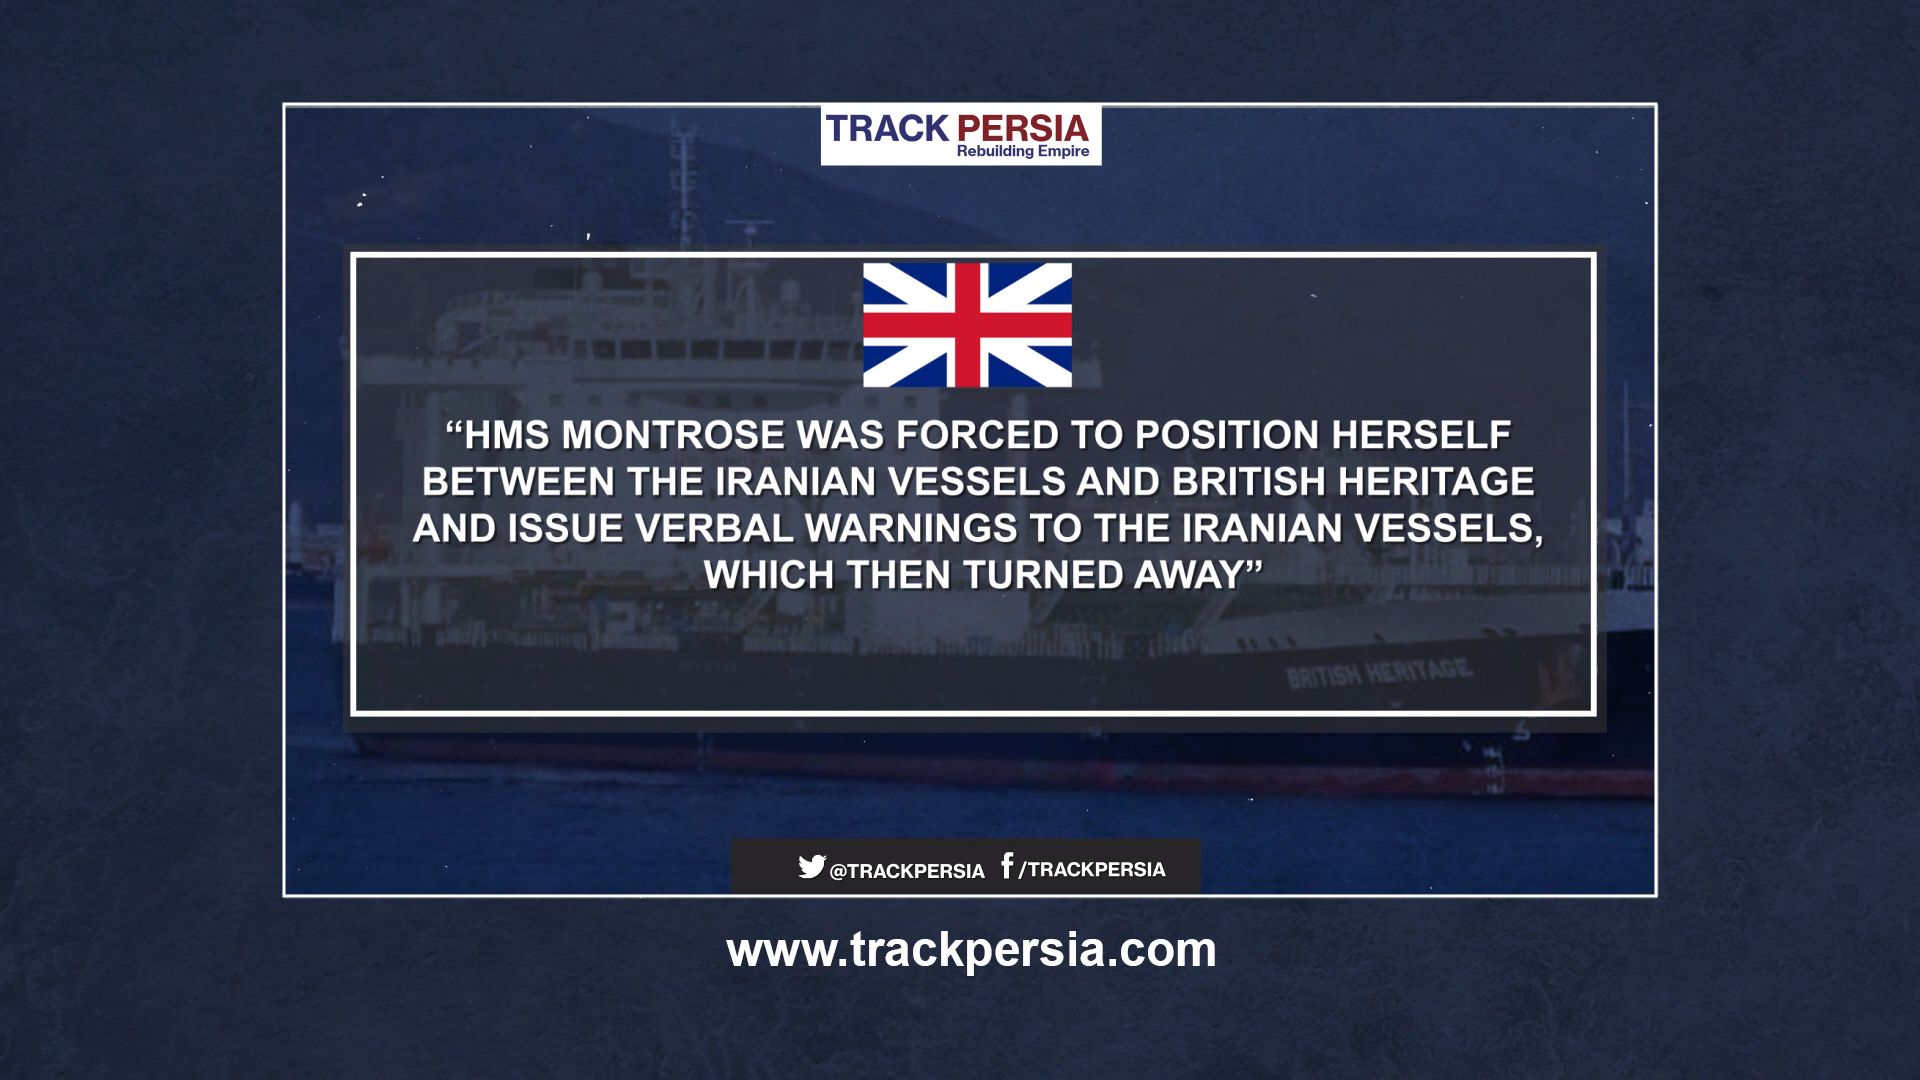 TRACK PERSIA
Rebuilding Empire
“HMS MONTROSE WAS FORCED TO POSITION HERSELF
BETWEEN THE IRANIAN VESSELS AND BRITISH HERITAGE
AND ISSUE VERBAL WARNINGS TO THE IRANIAN VESSELS,
WHICH THEN TURNED AWAY”
BRITISH HERITAGE
@TRACKPERSIA f/TRACKPERSIA
www.trackpersia.com